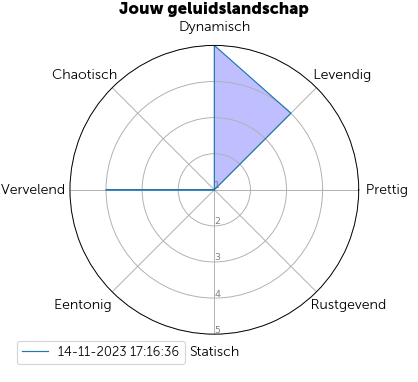 Jouw geluidslandschap
Dynamisch
Chaotisch
Levendig
Vervelend
Prettig
1
2
3
4
5
Eentonig
Rustgevend
14-11-2023 17:16:36
Statisch